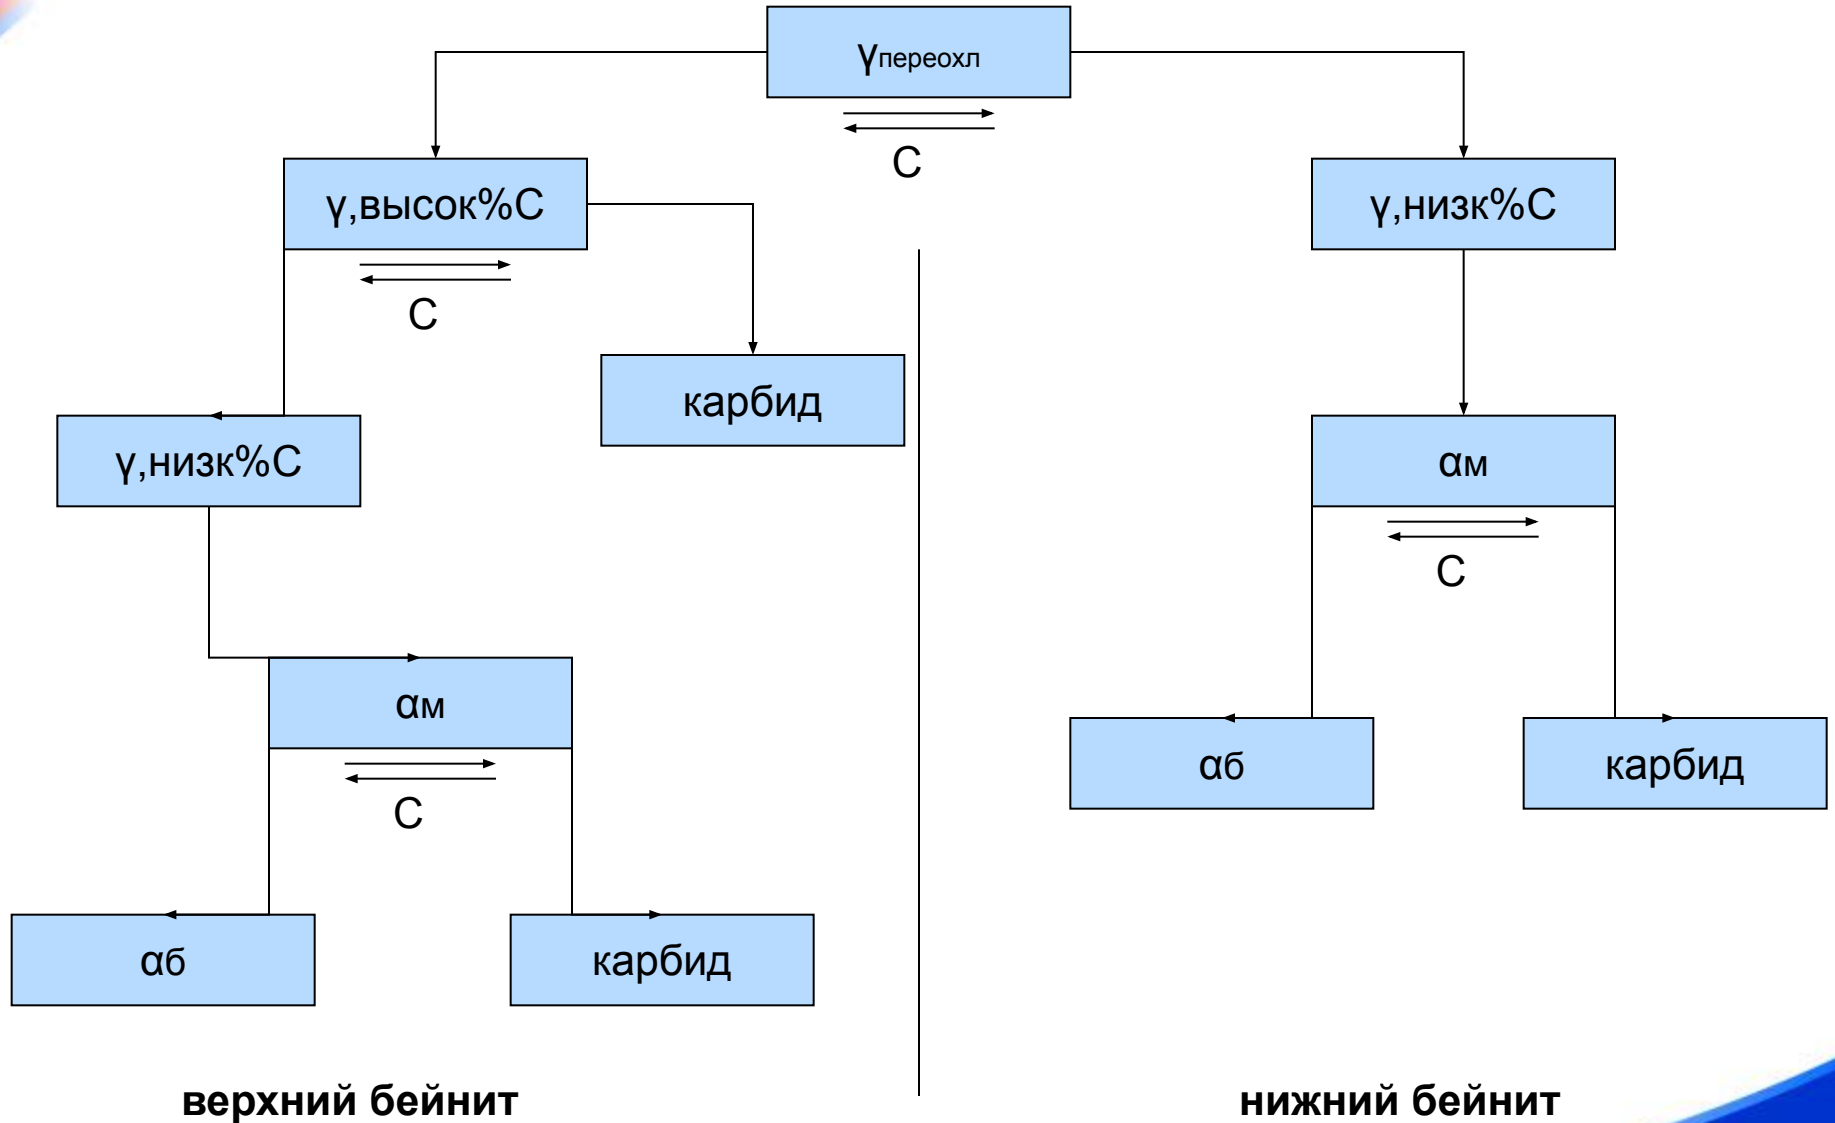 γпереохл
С
γ,высок%С
γ,низк%С
С
карбид
γ,низк%С
αм
С
αм
С
αб
карбид
αб
карбид
верхний бейнит
нижний бейнит